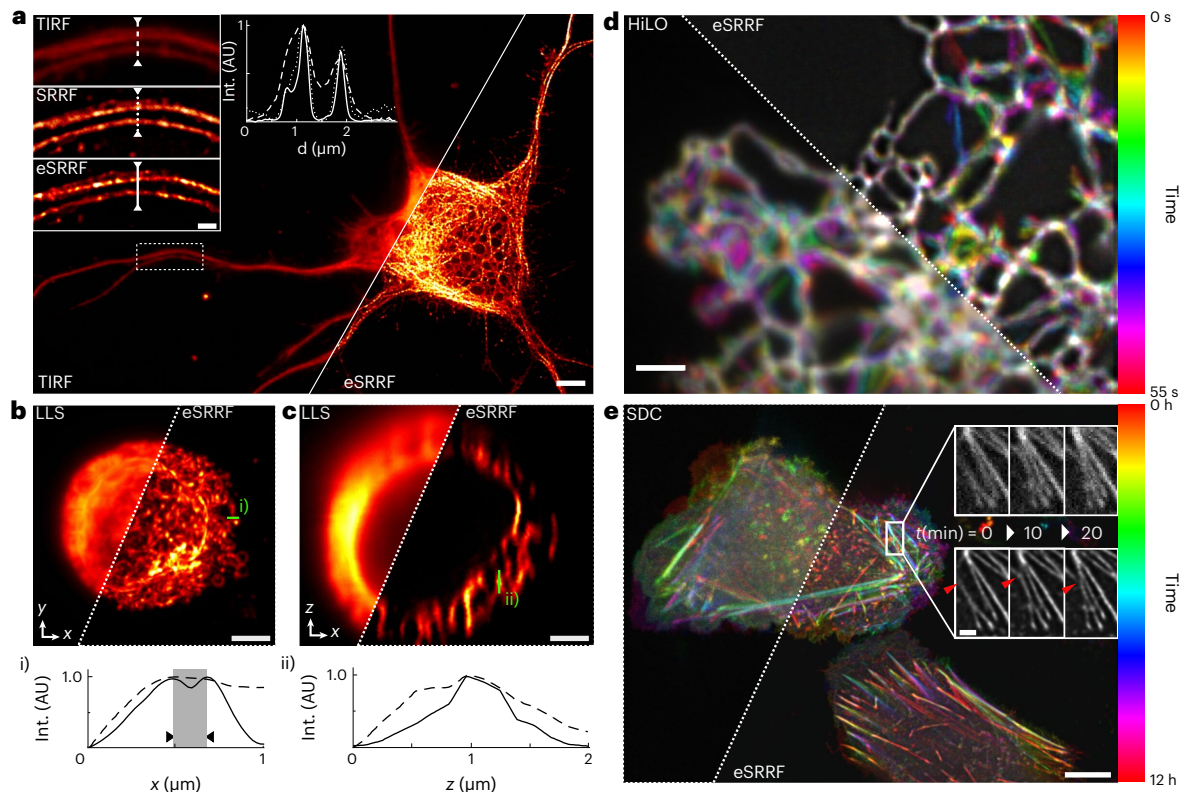 a
TIRF
SRRF
eSRRF
Int. (AU)
1
0
0 1 2
d (µm)
TIRF
eSRRF
b
LLS
eSRRF
i)
y
x
c
LLS
eSRRF
ii)
z
x
i)
Int. (AU)
1.0
0 1
x (µm)
ii)
Int. (AU)
1.0
0 1 2
z (µm)
d
HiLO
eSRRF
0 s
Time
55 s
e
SDC
eSRRF
t(min) = 0 10 20
0 h
Time
12 h